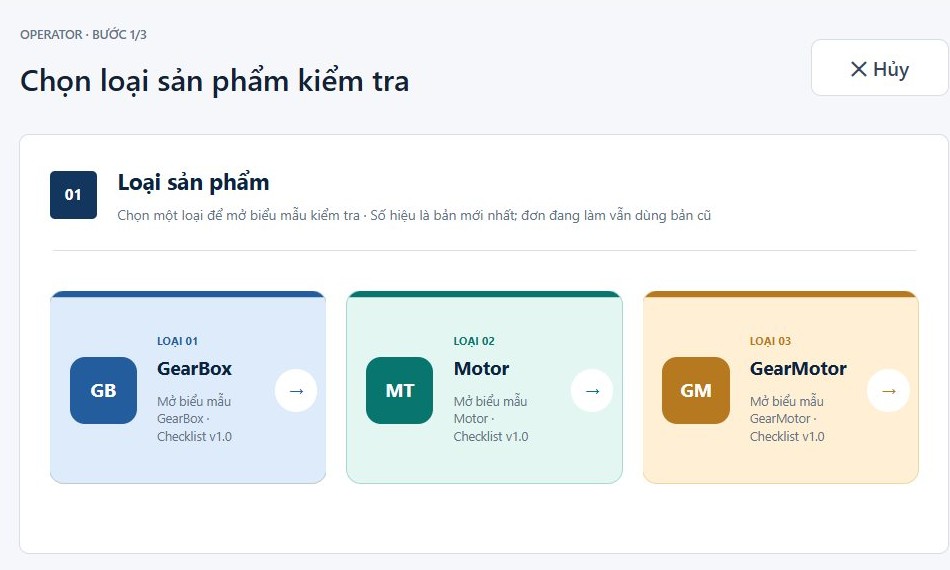 OPERATOR · BƯỚC 1/3
Chọn loại sản phẩm kiểm tra
Hủy
01
Loại sản phẩm
Chọn một loại để mở biểu mẫu kiểm tra · Số hiệu là bản mới nhất; đơn đang làm vẫn dùng bản cũ
GB
LOẠI 01
GearBox
Mở biểu mẫu
GearBox ·
Checklist v1.0
→
MT
LOẠI 02
Motor
Mở biểu mẫu
Motor ·
Checklist v1.0
→
GM
LOẠI 03
GearMotor
Mở biểu mẫu
GearMotor ·
Checklist v1.0
→